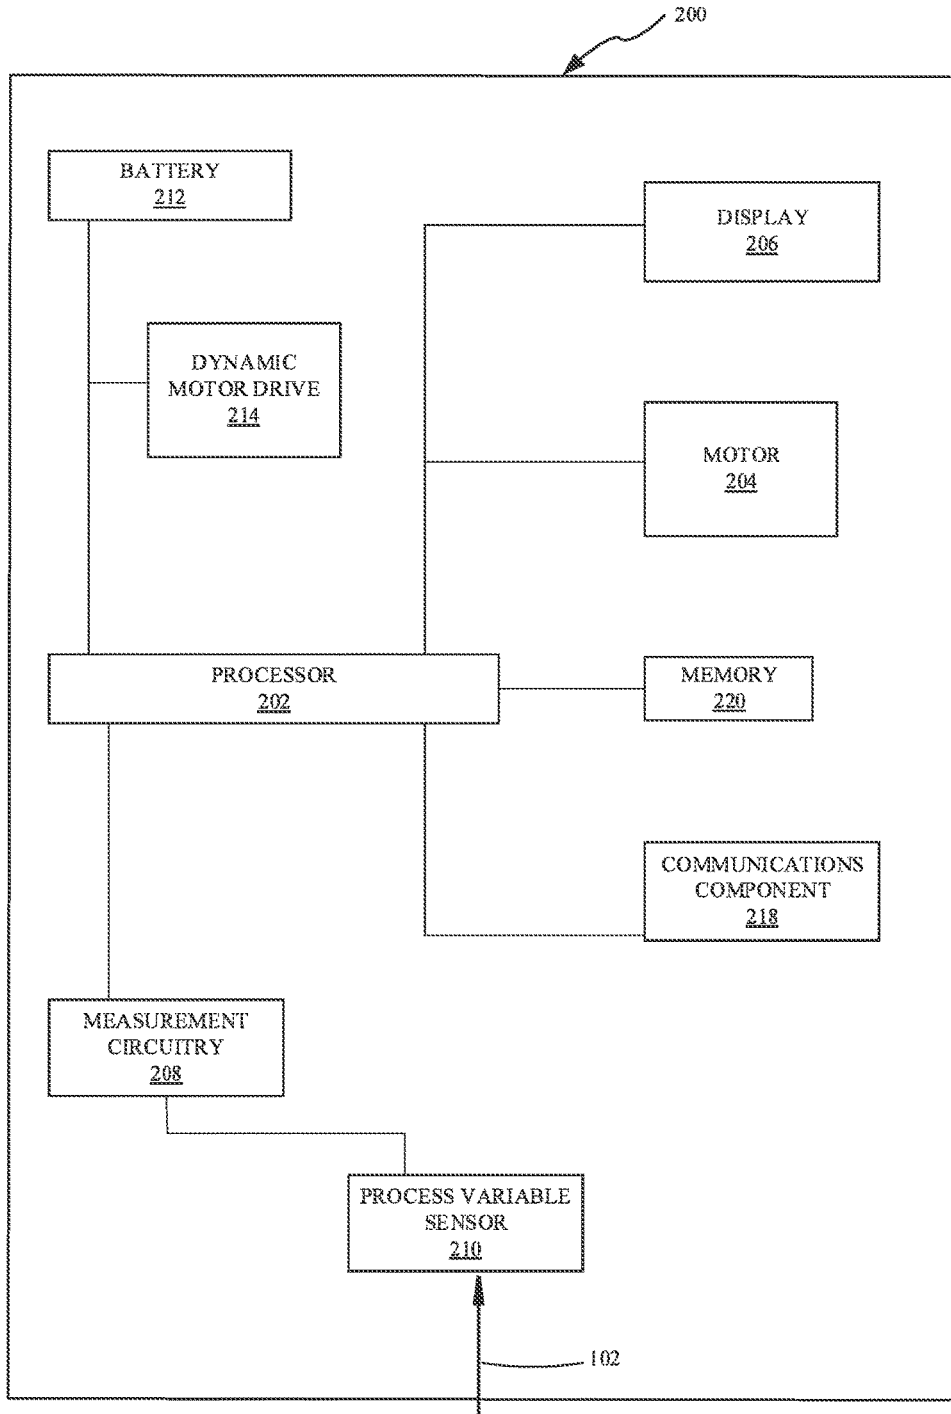 200
BATTERY
212
DISPLAY
206
DYNAMIC
MOTOR DRIVE
214
MOTOR
204
PROCESSOR
202
MEMORY
220
COMMUNICATIONS
COMPONENT
218
MEASUREMENT
CIRCUITRY
208
PROCESS VARIABLE
SENSOR
210
102